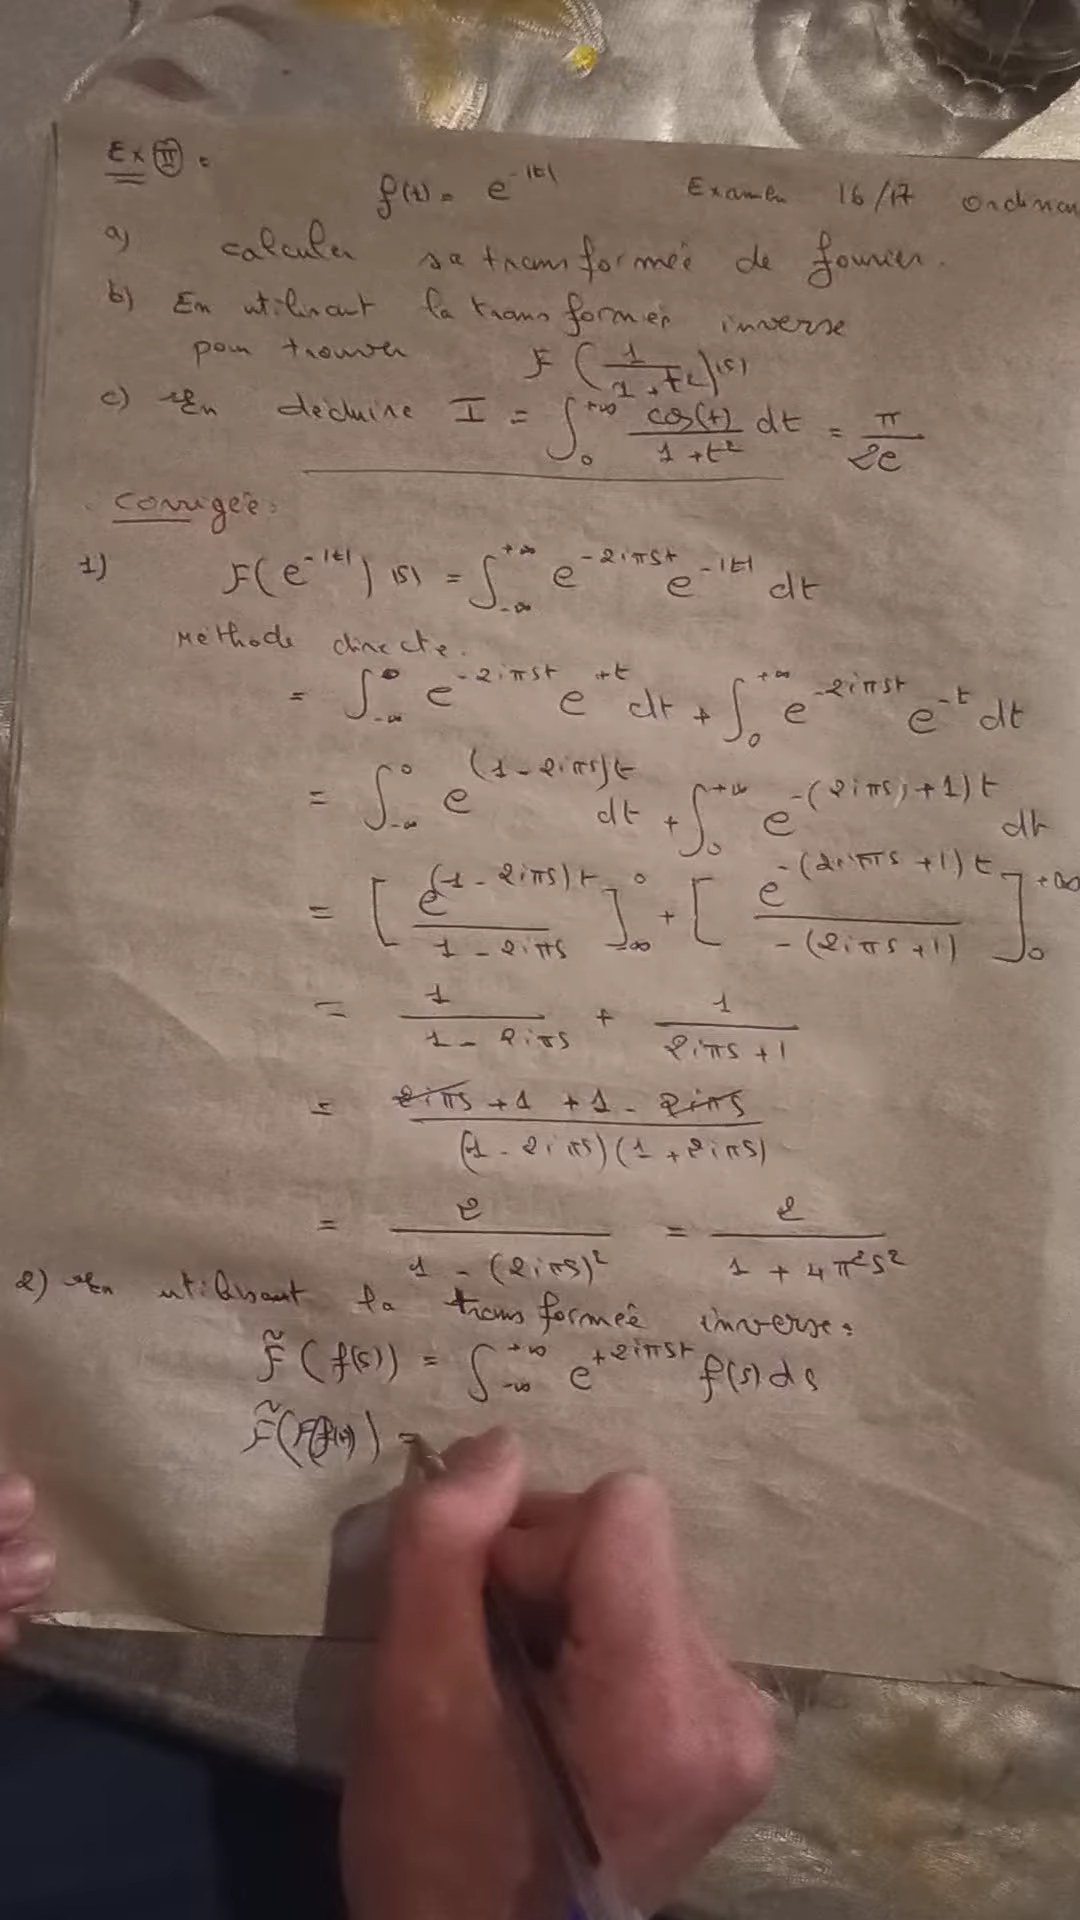 Ex II :
f(t) = e^{-|t|} Examen 16/17 Ordinai
a) calculer sa transformée de fourier.
b) En utilisant la transformée inverse
pour trouver F(1/(1+t²))(s)
c) En déduire I = ∫_0^{+∞} cos(t)/(1+t²) dt = π/2e
Corrigée :
1) F(e^{-|t|})(s) = ∫_{-∞}^{+∞} e^{-2iπst} e^{-|t|} dt
Méthode directe.
= ∫_{-∞}^{0} e^{-2iπst} e^{+t} dt + ∫_0^{+∞} e^{-2iπst} e^{-t} dt
= ∫_{-∞}^{0} e^{(1-2iπs)t} dt + ∫_0^{+∞} e^{-(2iπs+1)t} dt
= [e^{(1-2iπs)t}/(1-2iπs)]_{-∞}^{0} + [e^{-(2iπs+1)t}/-(2iπs+1)]_0^{+∞}
= 1/(1-2iπs) + 1/(2iπs+1)
= (2iπs+1+1-2iπs)/((1-2iπs)(1+2iπs))
= 2/(1-(2iπs)²) = 2/(1+4π²s²)
2) En utilisant la transformée inverse :
F̃(f(s)) = ∫_{-∞}^{+∞} e^{+2iπst} f(s) ds
F̃(F(f(t))) =